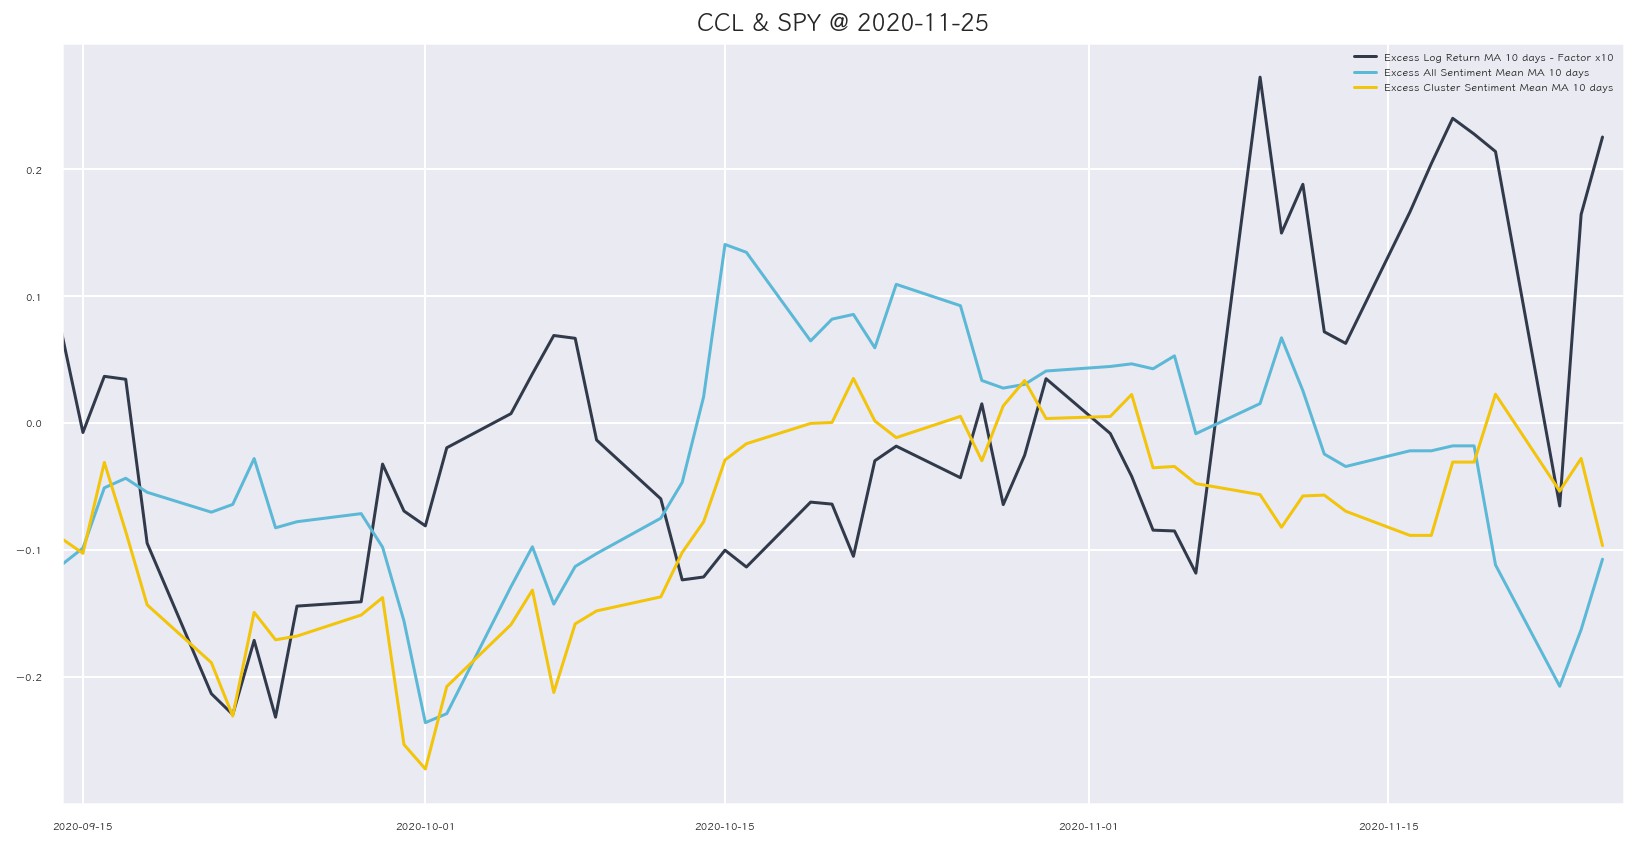 CCL & SPY @ 2020-11-25
Excess Log Return MA 10 days - Factor x10
Excess All Sentiment Mean MA 10 days
Excess Cluster Sentiment Mean MA 10 days
0.2
0.1
0.0
−0.1
−0.2
2020-09-15 2020-10-01 2020-10-15 2020-11-01 2020-11-15